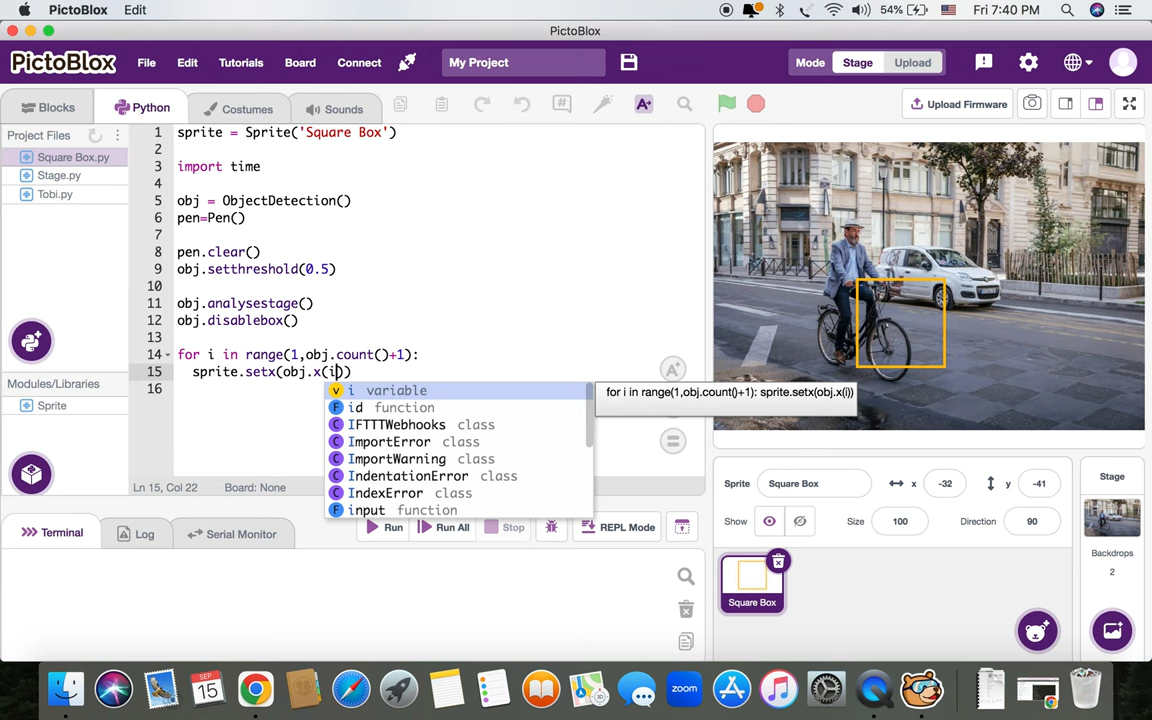 PictoBlox Edit
54% Fri 7:40 PM
PictoBlox
PictoBlox File Edit Tutorials Board Connect My Project Mode Stage Upload
Blocks Python Costumes Sounds Upload Firmware
Project Files
Square Box.py
Stage.py
Tobi.py
Modules/Libraries
Sprite
1 sprite = Sprite('Square Box')
2
3 import time
4
5 obj = ObjectDetection()
6 pen=Pen()
7
8 pen.clear()
9 obj.setthreshold(0.5)
10
11 obj.analysestage()
12 obj.disablebox()
13
14 for i in range(1,obj.count()+1):
15 sprite.setx(obj.x(i))
16
v i variable
F id function
C IFTTTWebhooks class
C ImportError class
C ImportWarning class
C IndentationError class
C IndexError class
F input function
for i in range(1,obj.count()+1): sprite.setx(obj.x(i))
Ln 15, Col 22 Board: None
Terminal Log Serial Monitor Run Run All Stop REPL Mode
Sprite Square Box x -32 y -41
Show Size 100 Direction 90
Square Box
Stage
Backdrops
2
SEP
15
zoom